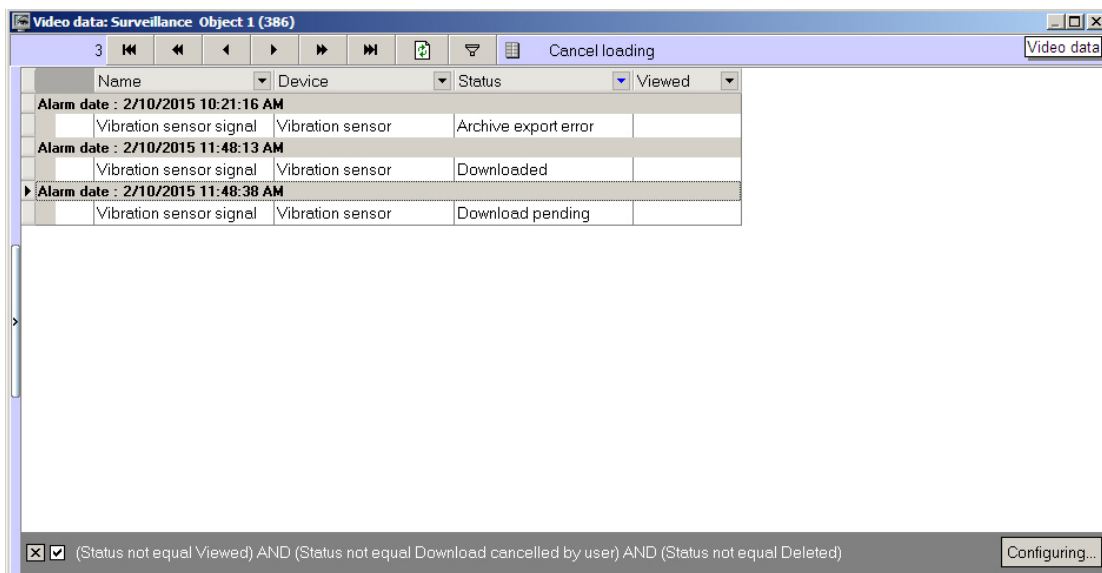 Video data: Surveillance Object 1 (386)
3 Cancel loading Video data
Name Device Status Viewed
Alarm date : 2/10/2015 10:21:16 AM
Vibration sensor signal Vibration sensor Archive export error
Alarm date : 2/10/2015 11:48:13 AM
Vibration sensor signal Vibration sensor Downloaded
Alarm date : 2/10/2015 11:48:38 AM
Vibration sensor signal Vibration sensor Download pending
(Status not equal Viewed) AND (Status not equal Download cancelled by user) AND (Status not equal Deleted) Configuring...